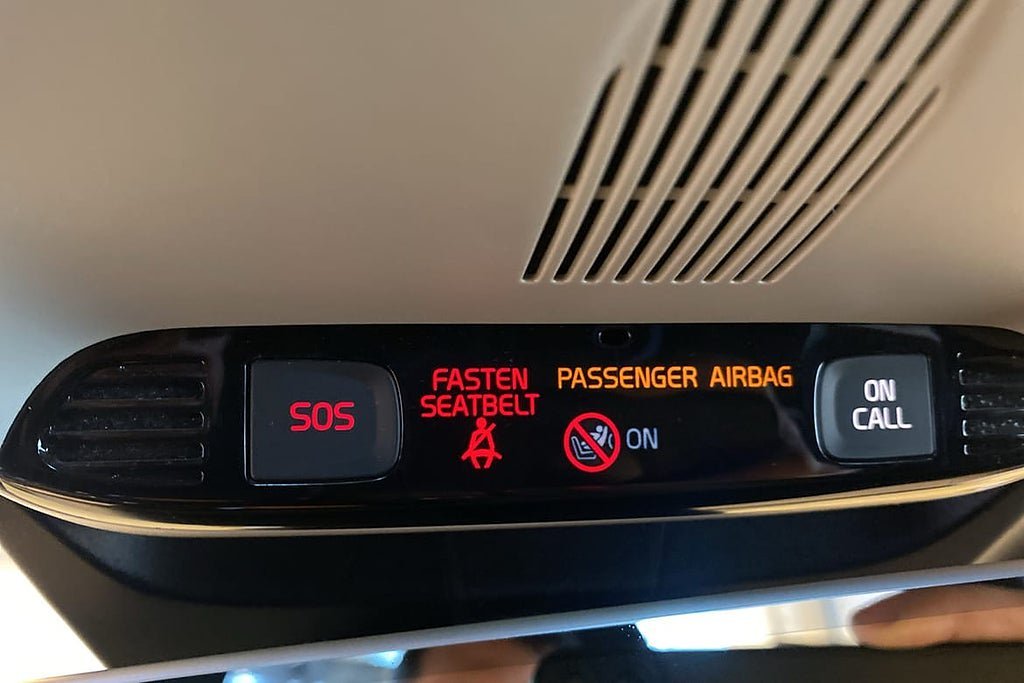 SOS
FASTEN
SEATBELT
PASSENGER AIRBAG
ON
ON
CALL